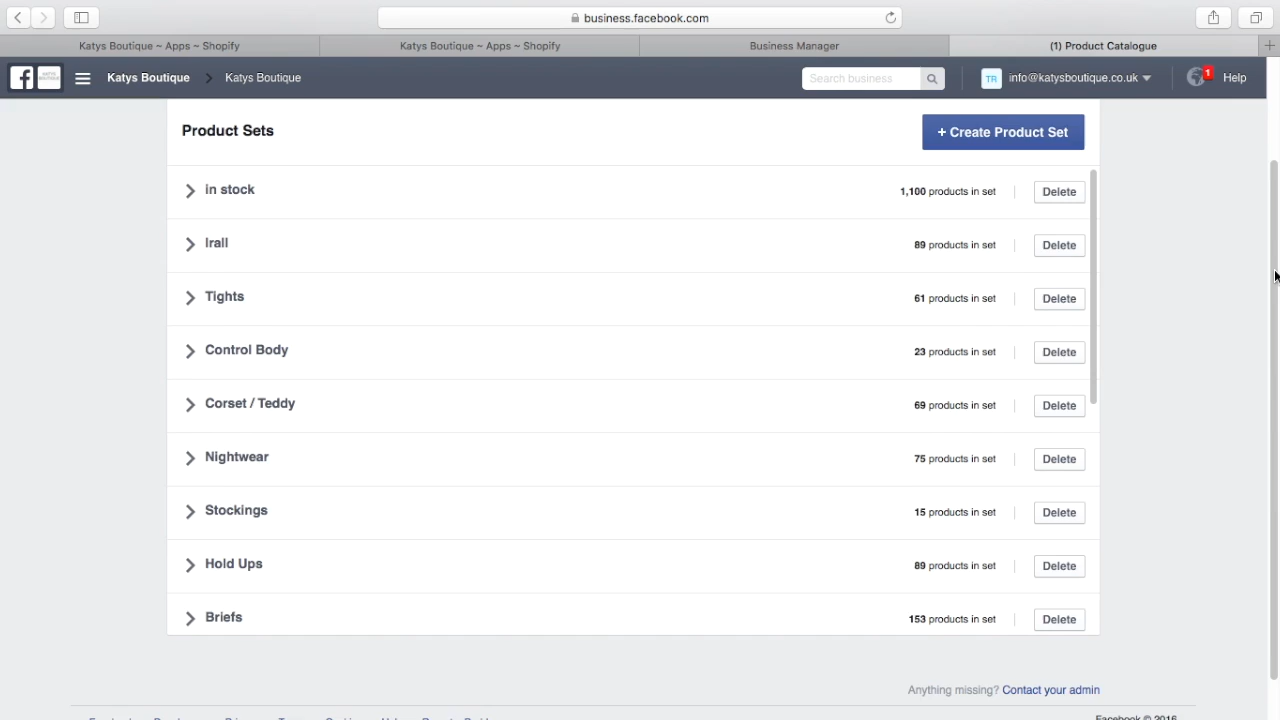 business.facebook.com
Katys Boutique ~ Apps ~ Shopify
Katys Boutique ~ Apps ~ Shopify
Business Manager
(1) Product Catalogue
Katys Boutique
Katys Boutique
Search business
TR
info@katysboutique.co.uk
1
Help
Product Sets
+ Create Product Set
in stock
1,100 products in set
Delete
Irall
89 products in set
Delete
Tights
61 products in set
Delete
Control Body
23 products in set
Delete
Corset / Teddy
69 products in set
Delete
Nightwear
75 products in set
Delete
Stockings
15 products in set
Delete
Hold Ups
89 products in set
Delete
Briefs
153 products in set
Delete
Anything missing? Contact your admin
Facebook © 2016